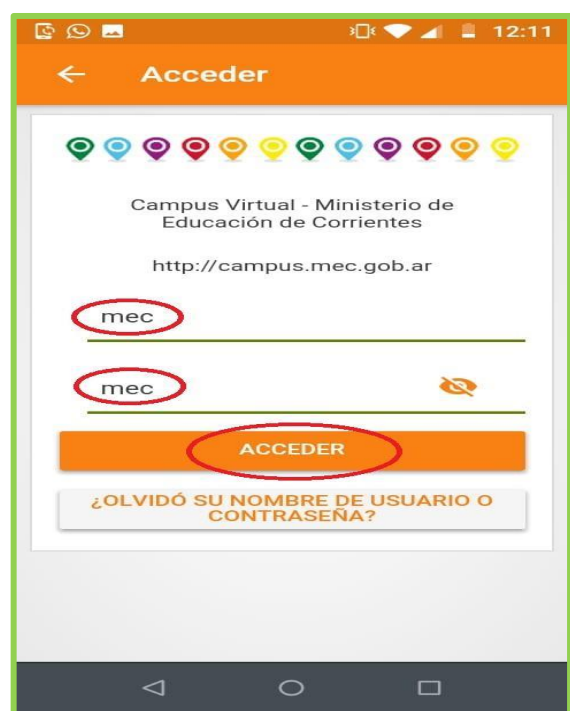 12:11
Acceder
Campus Virtual - Ministerio de
Educación de Corrientes
http://campus.mec.gob.ar
mec
mec
ACCEDER
¿OLVIDÓ SU NOMBRE DE USUARIO O
CONTRASEÑA?